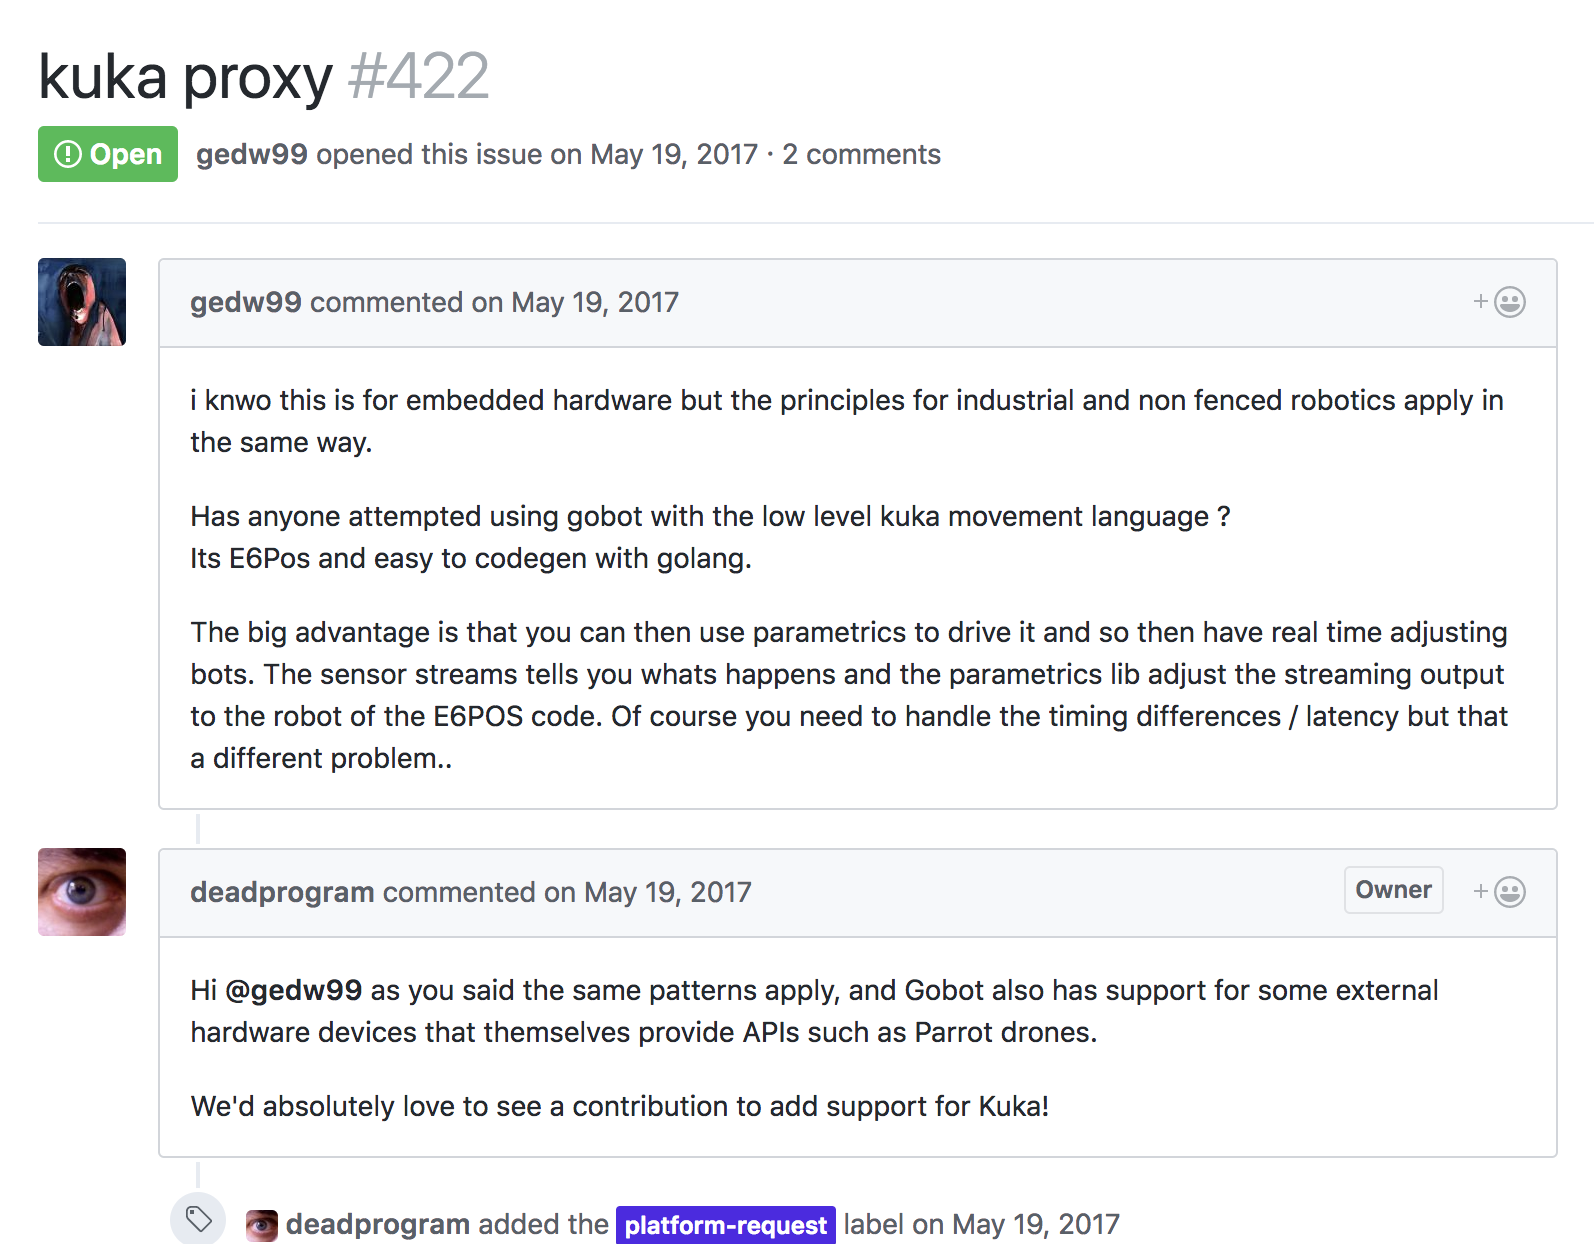 kuka proxy #422
Open gedw99 opened this issue on May 19, 2017 · 2 comments
gedw99 commented on May 19, 2017
i knwo this is for embedded hardware but the principles for industrial and non fenced robotics apply in
the same way.
Has anyone attempted using gobot with the low level kuka movement language ?
Its E6Pos and easy to codegen with golang.
The big advantage is that you can then use parametrics to drive it and so then have real time adjusting
bots. The sensor streams tells you whats happens and the parametrics lib adjust the streaming output
to the robot of the E6POS code. Of course you need to handle the timing differences / latency but that
a different problem..
deadprogram commented on May 19, 2017 Owner
Hi @gedw99 as you said the same patterns apply, and Gobot also has support for some external
hardware devices that themselves provide APIs such as Parrot drones.
We'd absolutely love to see a contribution to add support for Kuka!
deadprogram added the platform-request label on May 19, 2017